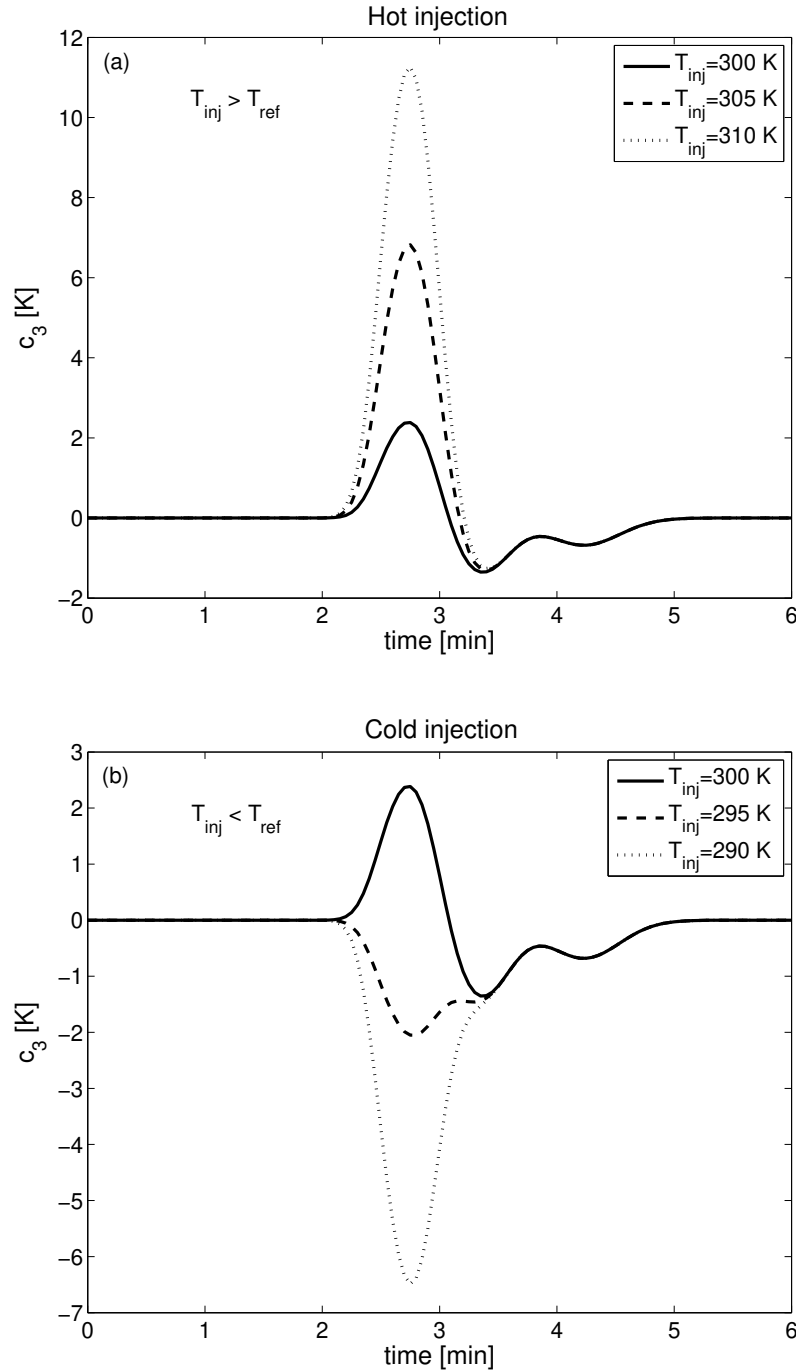 Hot injection
12
10
8
6
4
2
0
−2
(a)
T_inj > T_ref
T_inj=300 K
T_inj=305 K
T_inj=310 K
c_3 [K]
0 1 2 3 4 5 6
time [min]
Cold injection
3
2
1
0
−1
−2
−3
−4
−5
−6
−7
(b)
T_inj < T_ref
T_inj=300 K
T_inj=295 K
T_inj=290 K
c_3 [K]
0 1 2 3 4 5 6
time [min]